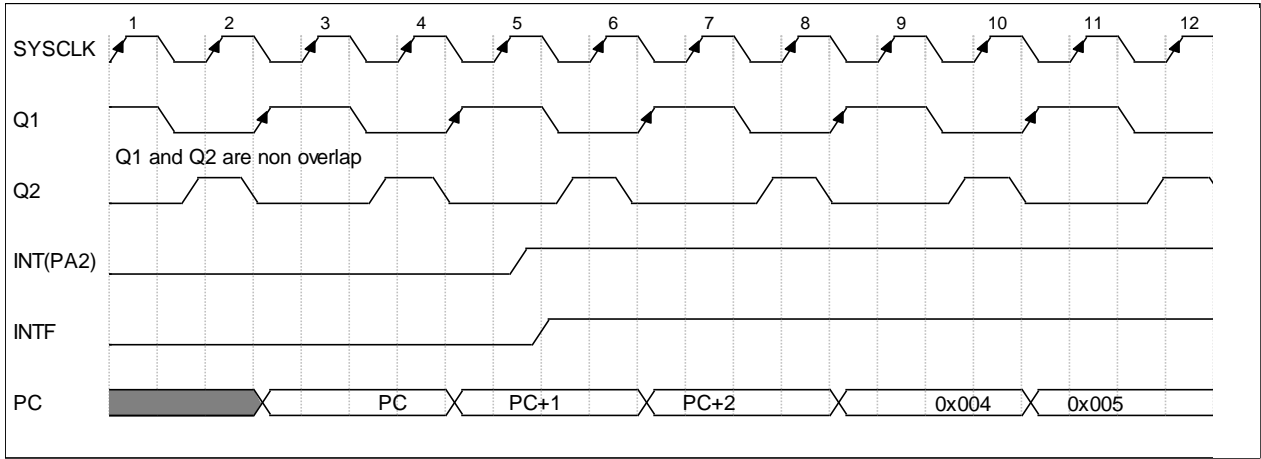 1 2 3 4 5 6 7 8 9 10 11 12
SYSCLK
Q1
Q1 and Q2 are non overlap
Q2
INT(PA2)
INTF
PC PC PC+1 PC+2 0x004 0x005